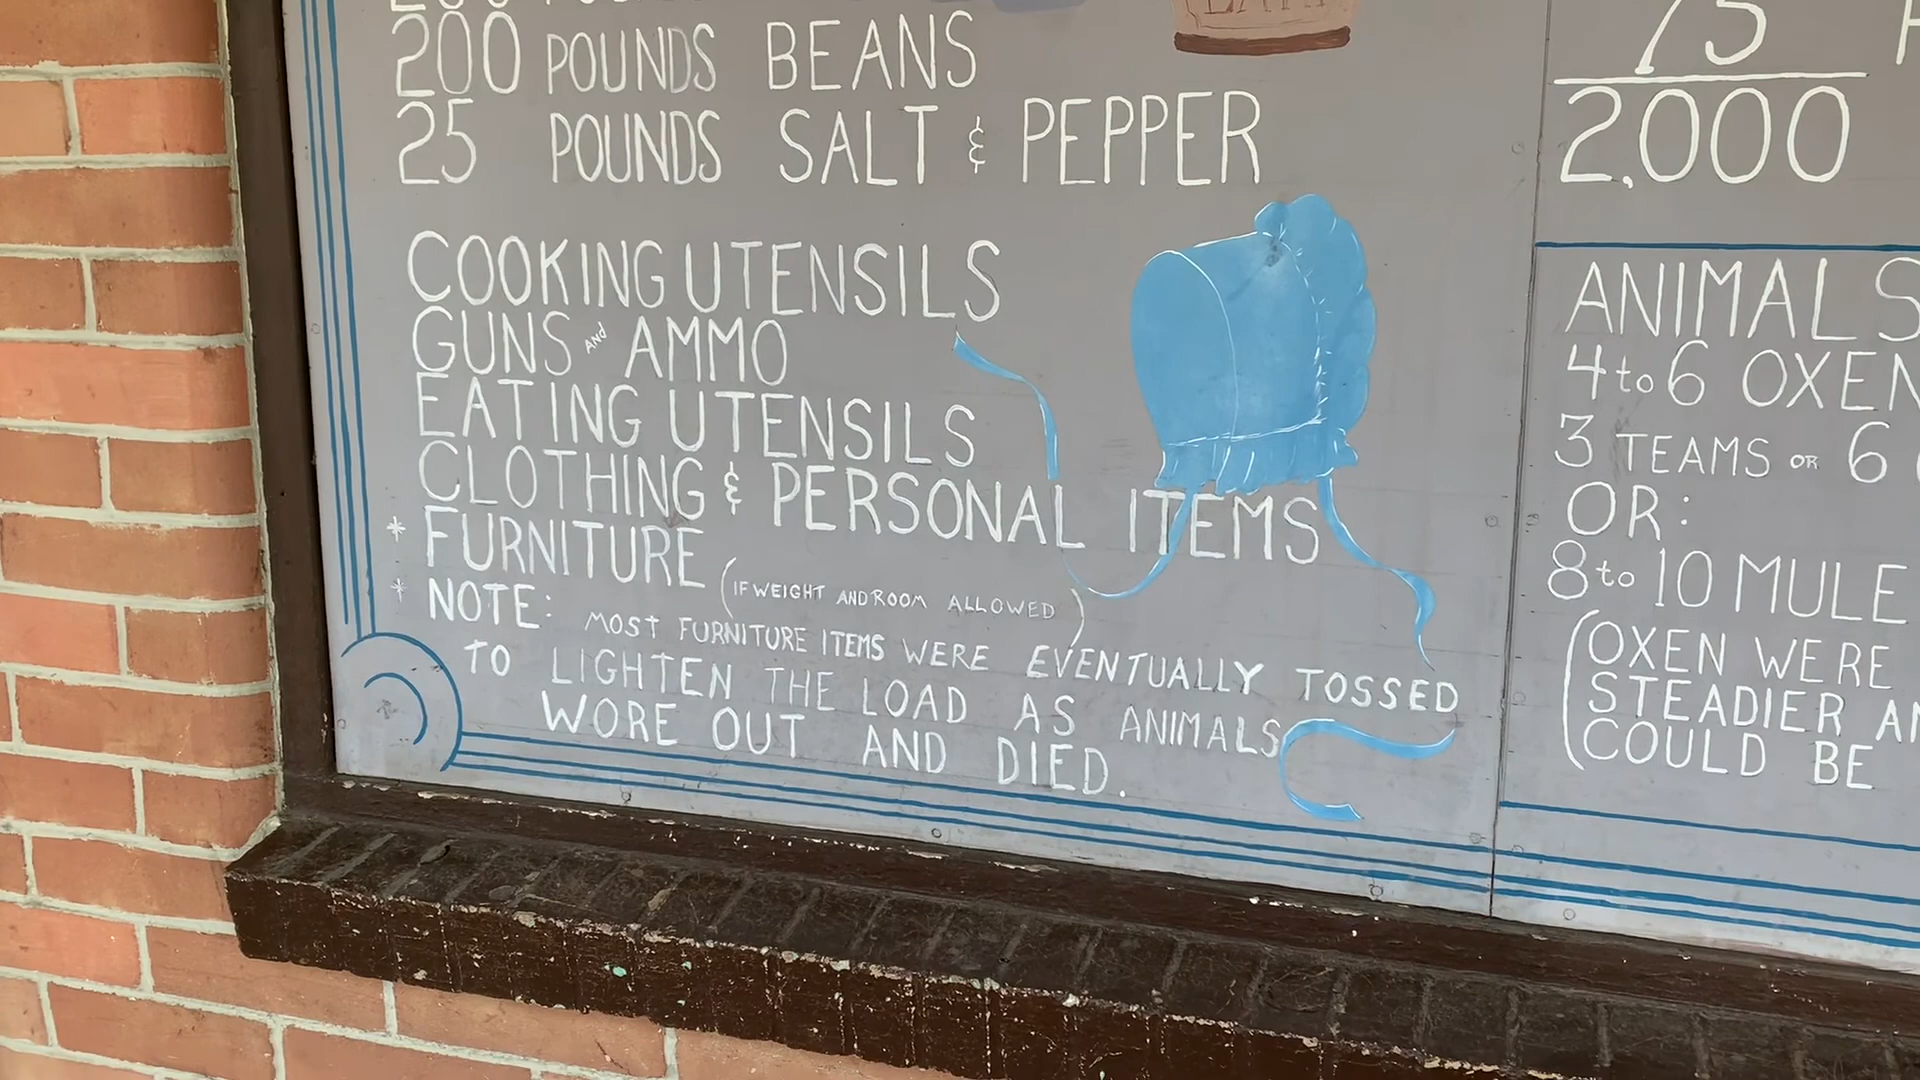 200 POUNDS BEANS
25 POUNDS SALT & PEPPER
COOKING UTENSILS
GUNS AND AMMO
EATING UTENSILS
CLOTHING & PERSONAL ITEMS
* FURNITURE (IF WEIGHT AND ROOM ALLOWED)
* NOTE: MOST FURNITURE ITEMS WERE EVENTUALLY TOSSED
TO LIGHTEN THE LOAD AS ANIMALS
WORE OUT AND DIED.
75
2,000
ANIMALS
4 to 6 OXEN
3 TEAMS OR 6
OR:
8 to 10 MULE
(OXEN WERE
STEADIER
COULD BE